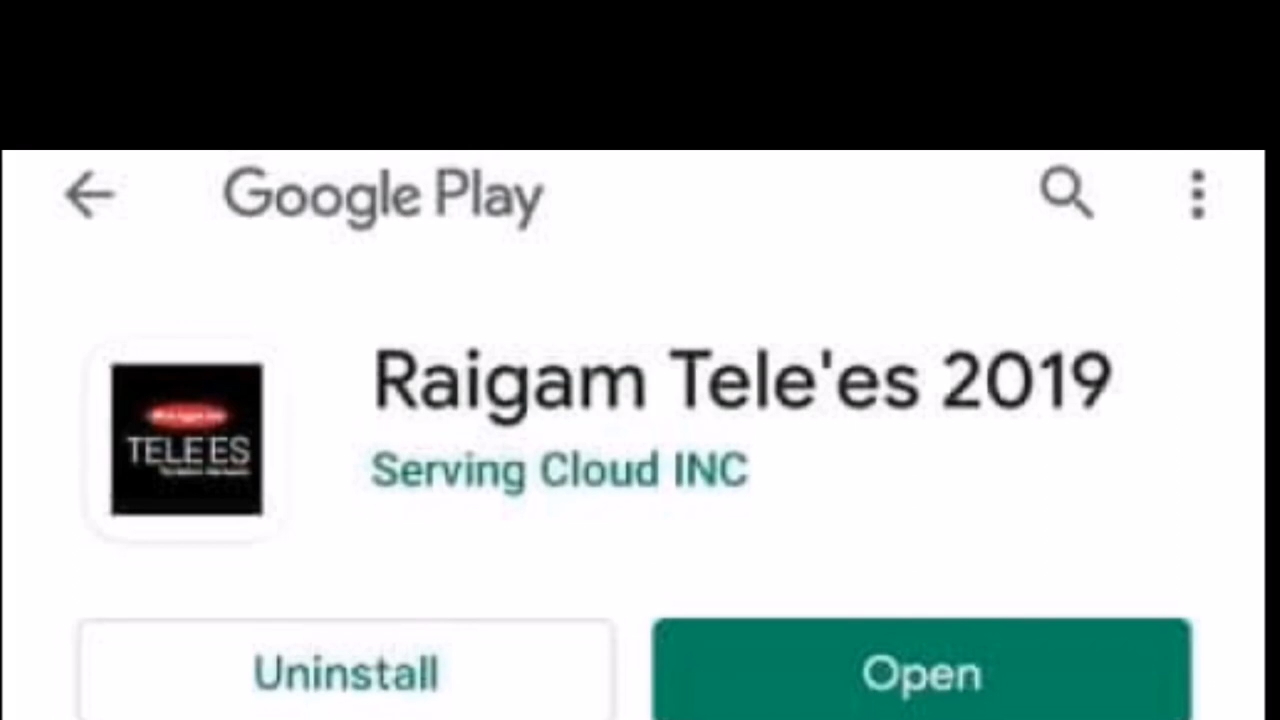 Google Play
Raigam Tele'es 2019
Serving Cloud INC
TELE'ES
Uninstall
Open